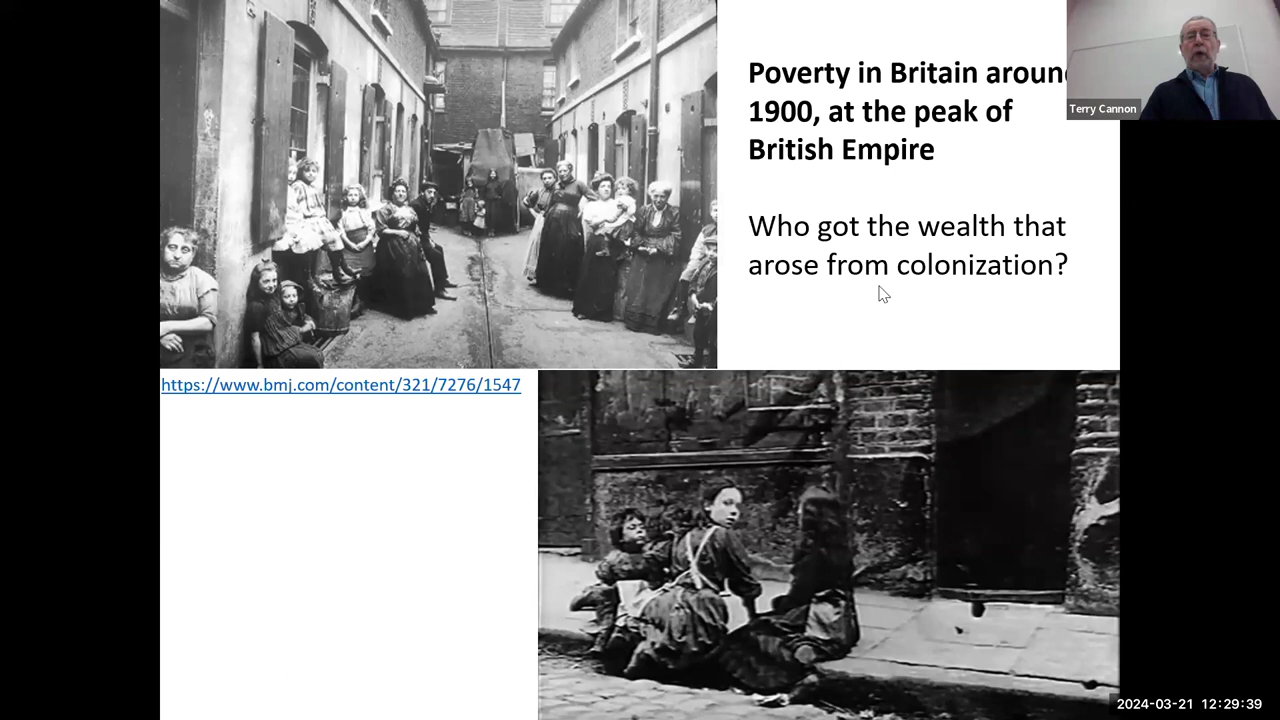 Poverty in Britain aroun
1900, at the peak of
British Empire
Who got the wealth that
arose from colonization?
Terry Cannon
https://www.bmj.com/content/321/7276/1547
2024-03-21 12:29:39